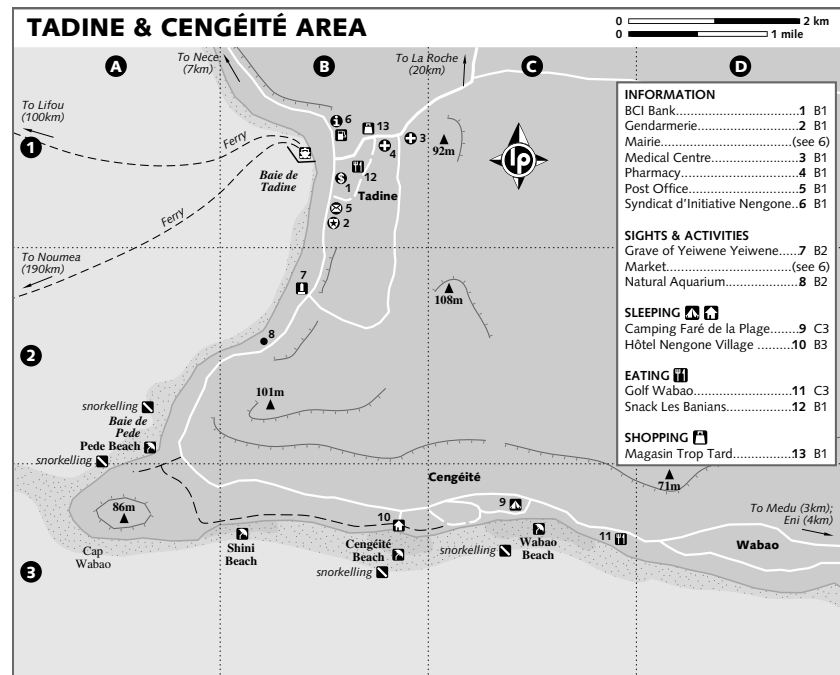 TADINE & CENGÉITÉ AREA
0 2 km
0 1 mile
A
B
C
D
To Nece
(7km)
To La Roche
(20km)
To Lifou
(100km)
6
13
3
4
1
92m
lp
Ferry
Baie de
Tadine
12
1
Tadine
5
2
Ferry
To Noumea
(190km)
7
108m
8
2
101m
snorkelling
Baie de
Pede
Pede Beach
snorkelling
Cengéité
71m
86m
9
10
To Medu (3km);
Eni (4km)
Cap
Wabao
Shini
Beach
Cengéité
Beach
snorkelling
snorkelling
Wabao
Beach
11
Wabao
3
INFORMATION
BCI Bank.....................................1 B1
Gendarmerie..............................2 B1
Mairie....................................(see 6)
Medical Centre..........................3 B1
Pharmacy...................................4 B1
Post Office.................................5 B1
Syndicat d'Initiative Nengone..6 B1
SIGHTS & ACTIVITIES
Grave of Yeiwene Yeiwene.......7 B2
Market...................................(see 6)
Natural Aquarium......................8 B2
SLEEPING
Camping Faré de la Plage.........9 C3
Hôtel Nengone Village ..........10 B3
EATING
Golf Wabao.............................11 C3
Snack Les Banians....................12 B1
SHOPPING
Magasin Trop Tard...................13 B1